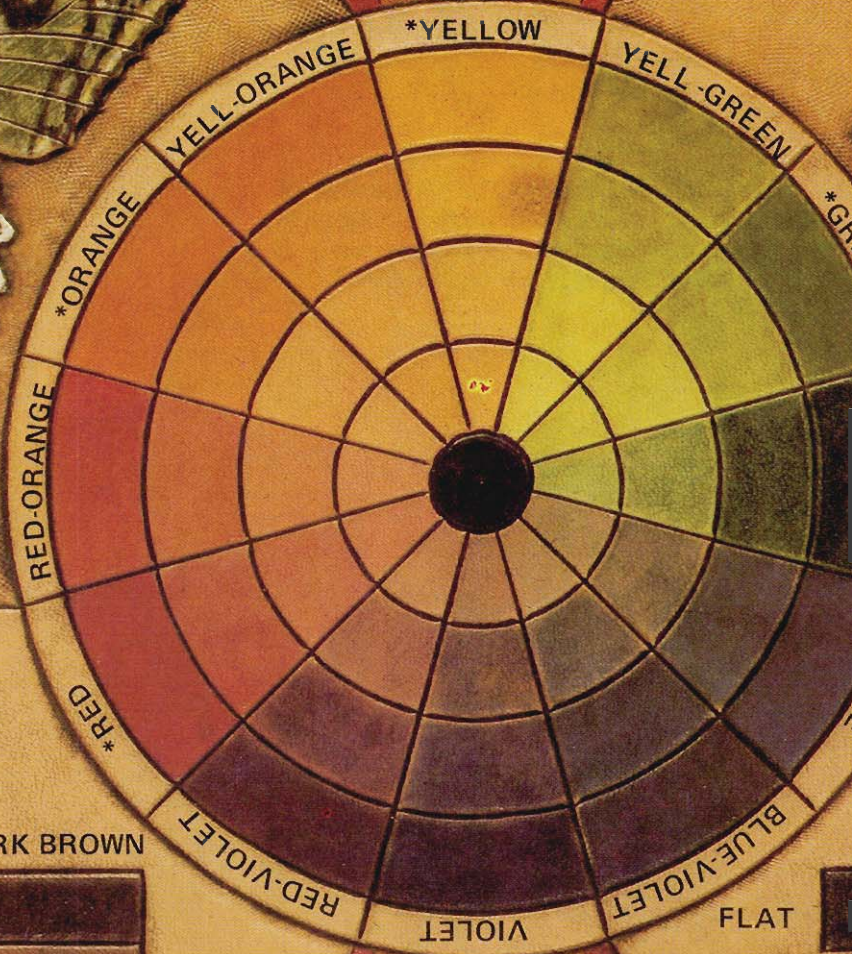 *YELLOW
YELL-GREEN
YELL-ORANGE
*ORANGE
RED-ORANGE
*RED
RED-VIOLET
VIOLET
BLUE-VIOLET
RK BROWN
FLAT